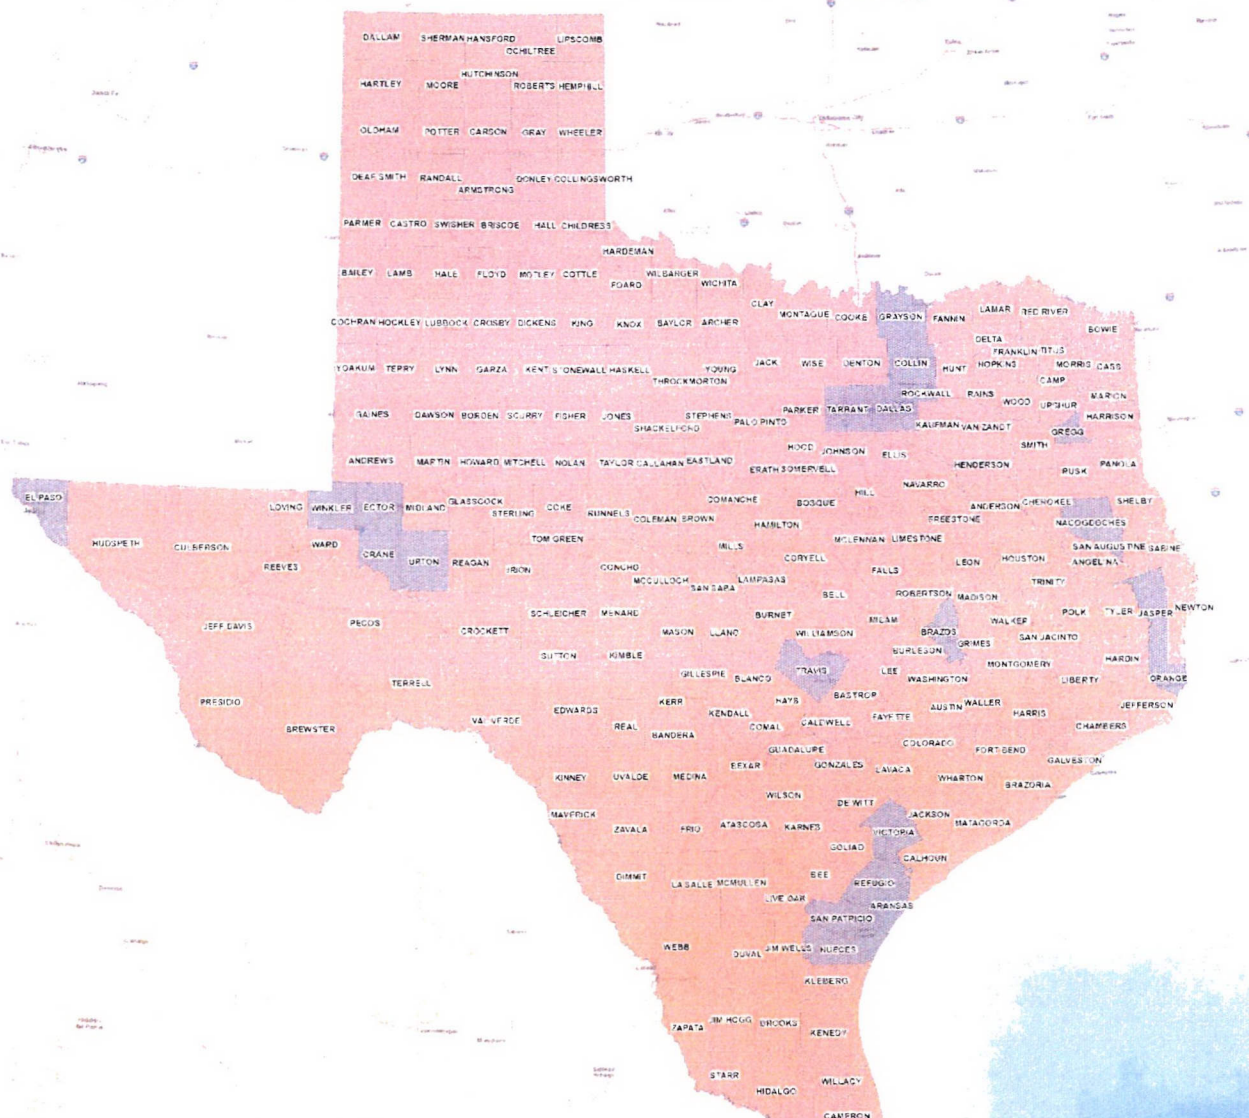 DALLAM SHERMAN HANSFORD LIPSCOMB
OCHILTREE
HUTCHINSON
HARTLEY MOORE ROBERTS HEMPHILL
OLDHAM POTTER CARSON GRAY WHEELER
DEAF SMITH RANDALL DONLEY COLLINGSWORTH
ARMSTRONG
PARMER CASTRO SWISHER BRISCOE HALL CHILDRESS
HARDEMAN
BAILEY LAMB HALE FLOYD MOTLEY COTTLE WILBARGER
FOARD WICHITA
CLAY
MONTAGUE COOKE GRAYSON FANNIN LAMAR RED RIVER
COCHRAN HOCKLEY LUBBOCK CROSBY DICKENS KING KNOX BAYLOR ARCHER BOWIE
DELTA
FRANKLIN TITUS
YOAKUM TERRY LYNN GARZA KENT STONEWALL HASKELL YOUNG JACK WISE DENTON COLLIN HUNT HOPKINS MORRIS CASS
THROCKMORTON CAMP
ROCKWALL RAINS WOOD UPSHUR MARION
GAINES DAWSON BORDEN SCURRY FISHER JONES STEPHENS PARKER TARRANT DALLAS HARRISON
SHACKELFORD PALO PINTO KAUFMAN VAN ZANDT GREGG
HOOD JOHNSON ELLIS SMITH
ANDREWS MARTIN HOWARD MITCHELL NOLAN TAYLOR CALLAHAN EASTLAND HENDERSON PANOLA
ERATH SOMERVELL RUSK
NAVARRO
EL PASO GLASSCOCK COMANCHE HILL
LOVING WINKLER ECTOR MIDLAND STERLING COKE RUNNELS BOSQUE ANDERSON CHEROKEE SHELBY
COLEMAN BROWN HAMILTON FREESTONE NACOGDOCHES
HUDSPETH CULBERSON WARD TOM GREEN MILLS MCLENNAN LIMESTONE SAN AUGUSTINE SABINE
CRANE UPTON REAGAN CORYELL LEON HOUSTON ANGELINA
REEVES IRION CONCHO FALLS
MCCULLOCH SAN SABA LAMPASAS TRINITY
BELL ROBERTSON MADISON
SCHLEICHER MENARD BURNET MILAM WALKER POLK TYLER JASPER NEWTON
JEFF DAVIS PECOS CROCKETT MASON LLANO WILLIAMSON BRAZOS GRIMES SAN JACINTO
SUTTON KIMBLE BURLESON HARDIN
GILLESPIE BLANCO TRAVIS LEE WASHINGTON MONTGOMERY LIBERTY ORANGE
TERRELL
PRESIDIO KERR HAYS BASTROP AUSTIN WALLER JEFFERSON
EDWARDS KENDALL FAYETTE HARRIS
BREWSTER VAL VERDE REAL BANDERA COMAL CALDWELL CHAMBERS
GUADALUPE COLORADO FORT BEND
BEXAR GONZALES LAVACA GALVESTON
KINNEY UVALDE MEDINA WHARTON BRAZORIA
WILSON DE WITT
MAVERICK JACKSON
ZAVALA FRIO ATASCOSA KARNES VICTORIA MATAGORDA
GOLIAD CALHOUN
DIMMIT LA SALLE MCMULLEN BEE REFUGIO
LIVE OAK ARANSAS
SAN PATRICIO
WEBB DUVAL JIM WELLS NUECES
KLEBERG
ZAPATA JIM HOGG BROOKS KENEDY
STARR WILLACY
HIDALGO
CAMERON